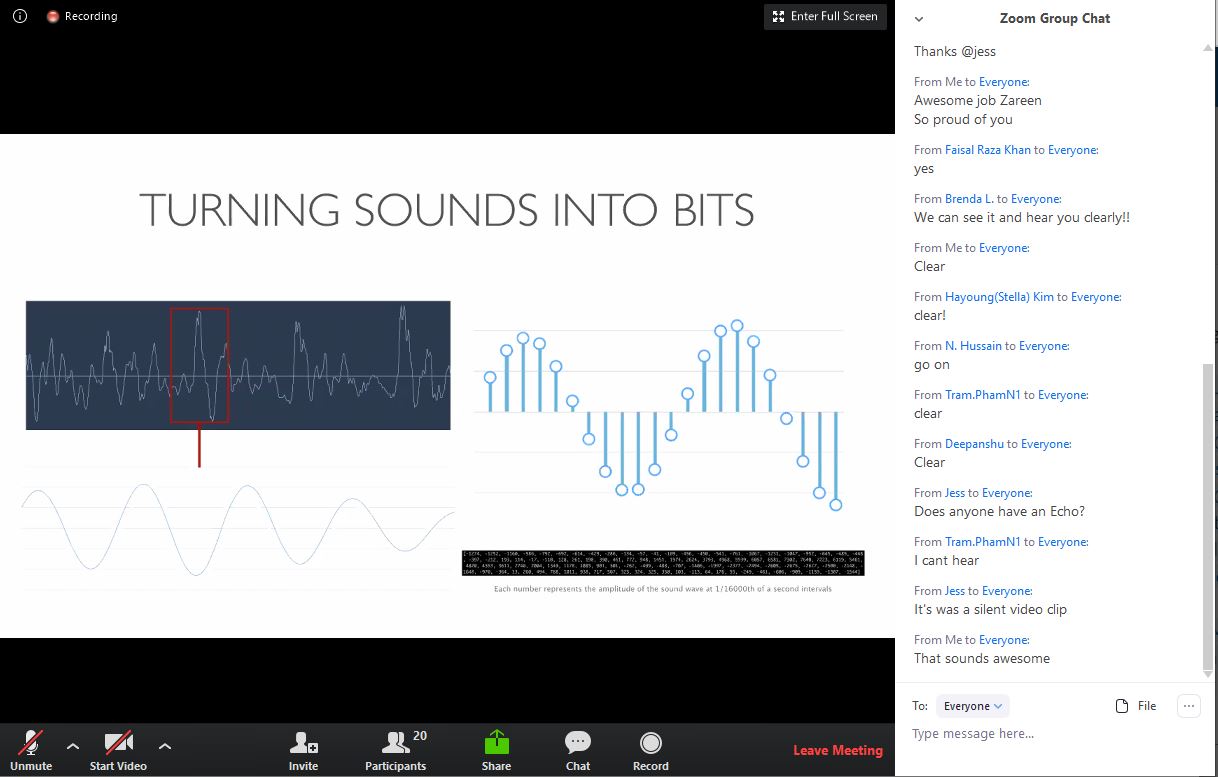 Recording
Enter Full Screen
TURNING SOUNDS INTO BITS
Each number represents the amplitude of the sound wave at 1/16000th of a second intervals
Unmute
Start Video
Invite
20
Participants
Share
Chat
Record
Leave Meeting
Zoom Group Chat
Thanks @jess
From Me to Everyone:
Awesome job Zareen
So proud of you
From Faisal Raza Khan to Everyone:
yes
From Brenda L. to Everyone:
We can see it and hear you clearly!!
From Me to Everyone:
Clear
From Hayoung(Stella) Kim to Everyone:
clear!
From N. Hussain to Everyone:
go on
From Tram.PhamN1 to Everyone:
clear
From Deepanshu to Everyone:
Clear
From Jess to Everyone:
Does anyone have an Echo?
From Tram.PhamN1 to Everyone:
I cant hear
From Jess to Everyone:
It's was a silent video clip
From Me to Everyone:
That sounds awesome
To: Everyone
File
Type message here...